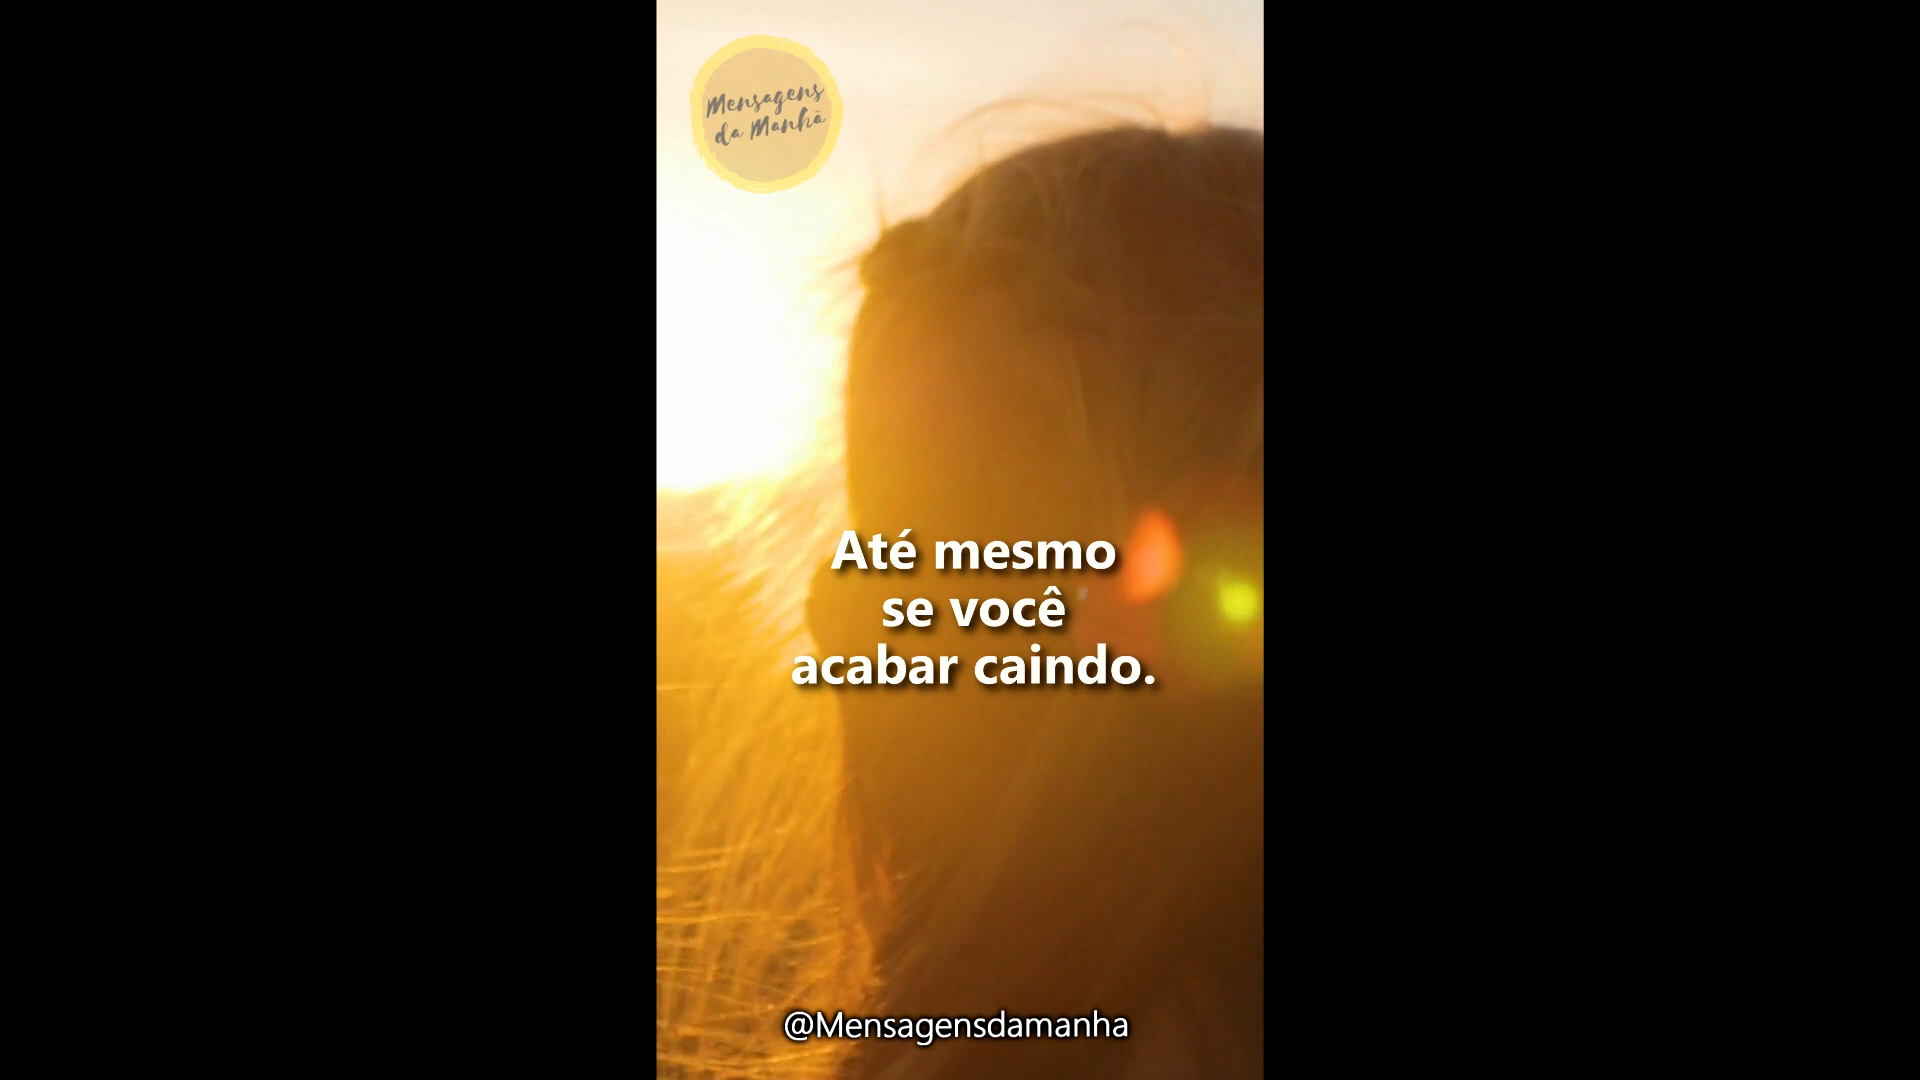 Mensagens
da Manhã
Até mesmo
se você
acabar caindo.
@Mensagensdamanha